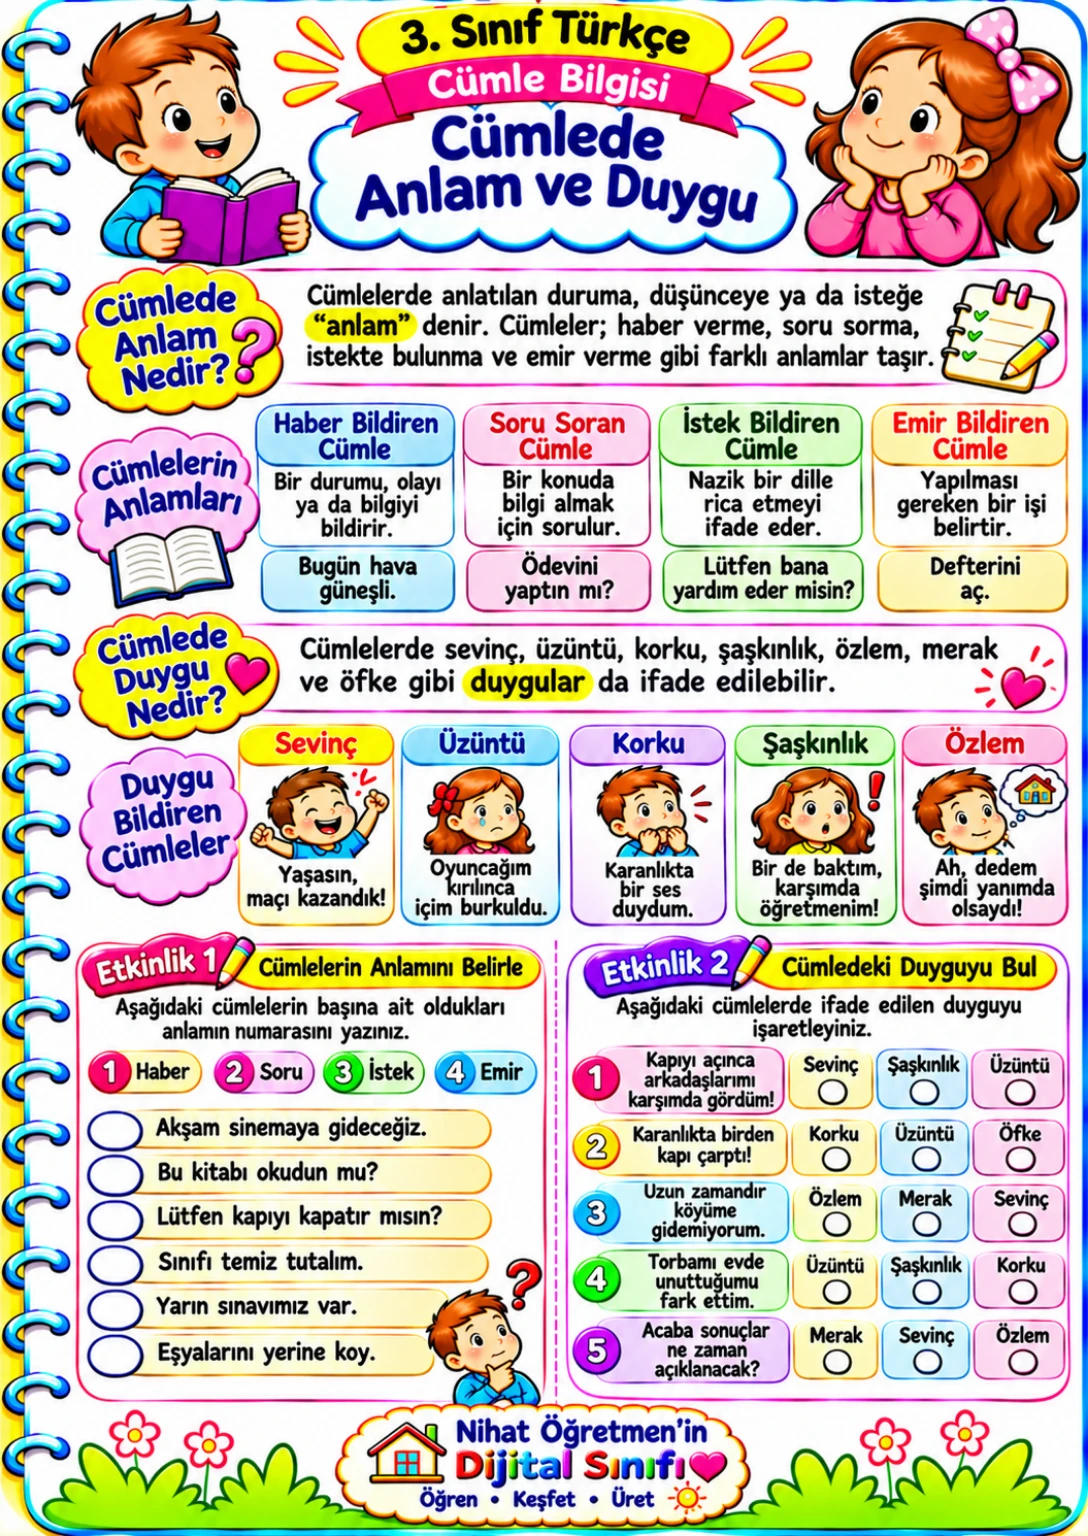 3. Sınıf Türkçe
Cümle Bilgisi
Cümlede
Anlam ve Duygu
Cümlede
Anlam
Nedir?
Cümlelerde anlatılan duruma, düşünceye ya da isteğe
“anlam” denir. Cümleler; haber verme, soru sorma,
istekte bulunma ve emir verme gibi farklı anlamlar taşır.
Cümlelerin
Anlamları
Haber Bildiren
Cümle
Bir durumu, olayı
ya da bilgiyi
bildirir.
Bugün hava
güneşli.
Soru Soran
Cümle
Bir konuda
bilgi almak
için sorulur.
Ödevini
yaptın mı?
İstek Bildiren
Cümle
Nazik bir dille
rica etmeyi
ifade eder.
Lütfen bana
yardım eder misin?
Emir Bildiren
Cümle
Yapılması
gereken bir işi
belirtir.
Defterini
aç.
Cümlede
Duygu
Nedir?
Cümlelerde sevinç, üzüntü, korku, şaşkınlık, özlem, merak
ve öfke gibi duygular da ifade edilebilir.
Duygu
Bildiren
Cümleler
Sevinç
Yaşasın,
maçı kazandık!
Üzüntü
Oyuncağım
kırılınca
içim burkuldu.
Korku
Karanlıkta
bir ses
duydum.
Şaşkınlık
Bir de baktım,
karşımda
öğretmenim!
Özlem
Ah, dedem
şimdi yanımda
olsaydı!
Etkinlik 1
Cümlelerin Anlamını Belirle
Aşağıdaki cümlelerin başına ait oldukları
anlamın numarasını yazınız.
1 Haber 2 Soru 3 İstek 4 Emir
Akşam sinemaya gideceğiz.
Bu kitabı okudun mu?
Lütfen kapıyı kapatır mısın?
Sınıfı temiz tutalım.
Yarın sınavımız var.
Eşyalarını yerine koy.
Etkinlik 2
Cümledeki Duyguyu Bul
Aşağıdaki cümlelerde ifade edilen duyguyu
işaretleyiniz.
1
Kapıyı açınca
arkadaşlarımı
karşımda gördüm!
Sevinç Şaşkınlık Üzüntü
2
Karanlıkta birden
kapı çarptı!
Korku Üzüntü Öfke
3
Uzun zamandır
köyüme
gidemiyorum.
Özlem Merak Sevinç
4
Torbamı evde
unuttuğumu
fark ettim.
Üzüntü Şaşkınlık Korku
5
Acaba sonuçlar
ne zaman
açıklanacak?
Merak Sevinç Özlem
Nihat Öğretmen’in
Dijital Sınıfı
Öğren • Keşfet • Üret